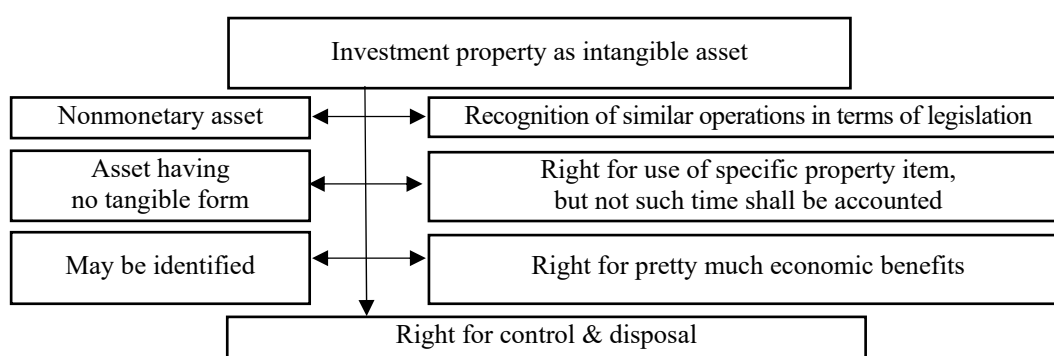 Investment property as intangible asset
Nonmonetary asset
Recognition of similar operations in terms of legislation
Asset having
no tangible form
Right for use of specific property item,
but not such time shall be accounted
May be identified
Right for pretty much economic benefits
Right for control & disposal